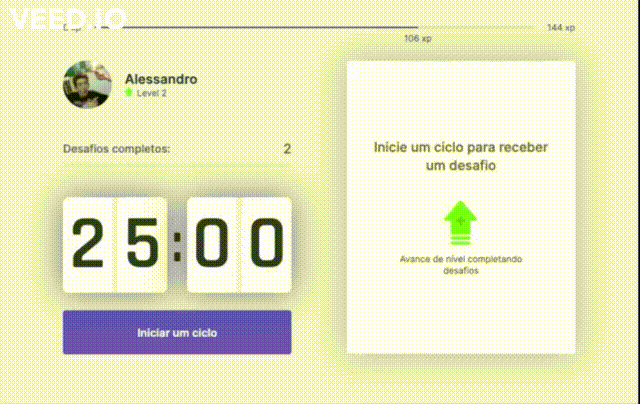 VEED.IO
106 xp
144 xp
Alessandro
Level 2
Desafios completos: 2
25:00
Iniciar um ciclo
Inicie um ciclo para receber
um desafio
Avance de nível completando
desafios